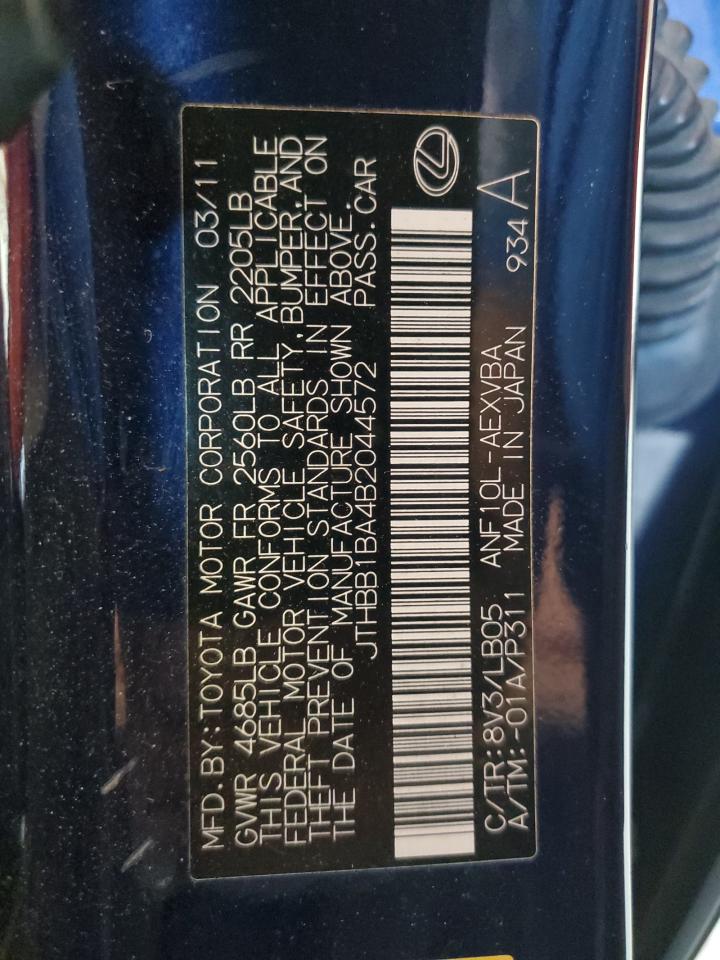 MFD. BY: TOYOTA MOTOR CORPORATION 03/11
GVWR 4685LB GAWR FR 2560LB RR 2205LB
THIS VEHICLE CONFORMS TO ALL APPLICABLE
FEDERAL MOTOR VEHICLE SAFETY, BUMPER, AND
THEFT PREVENTION STANDARDS IN EFFECT ON
THE DATE OF MANUFACTURE SHOWN ABOVE.
JTHBB1BA4B2044572 PASS. CAR
C/TR: 8V3/LB05 ANF10L-AEXVBA 934 A
A/TM: -01A/P311 MADE IN JAPAN